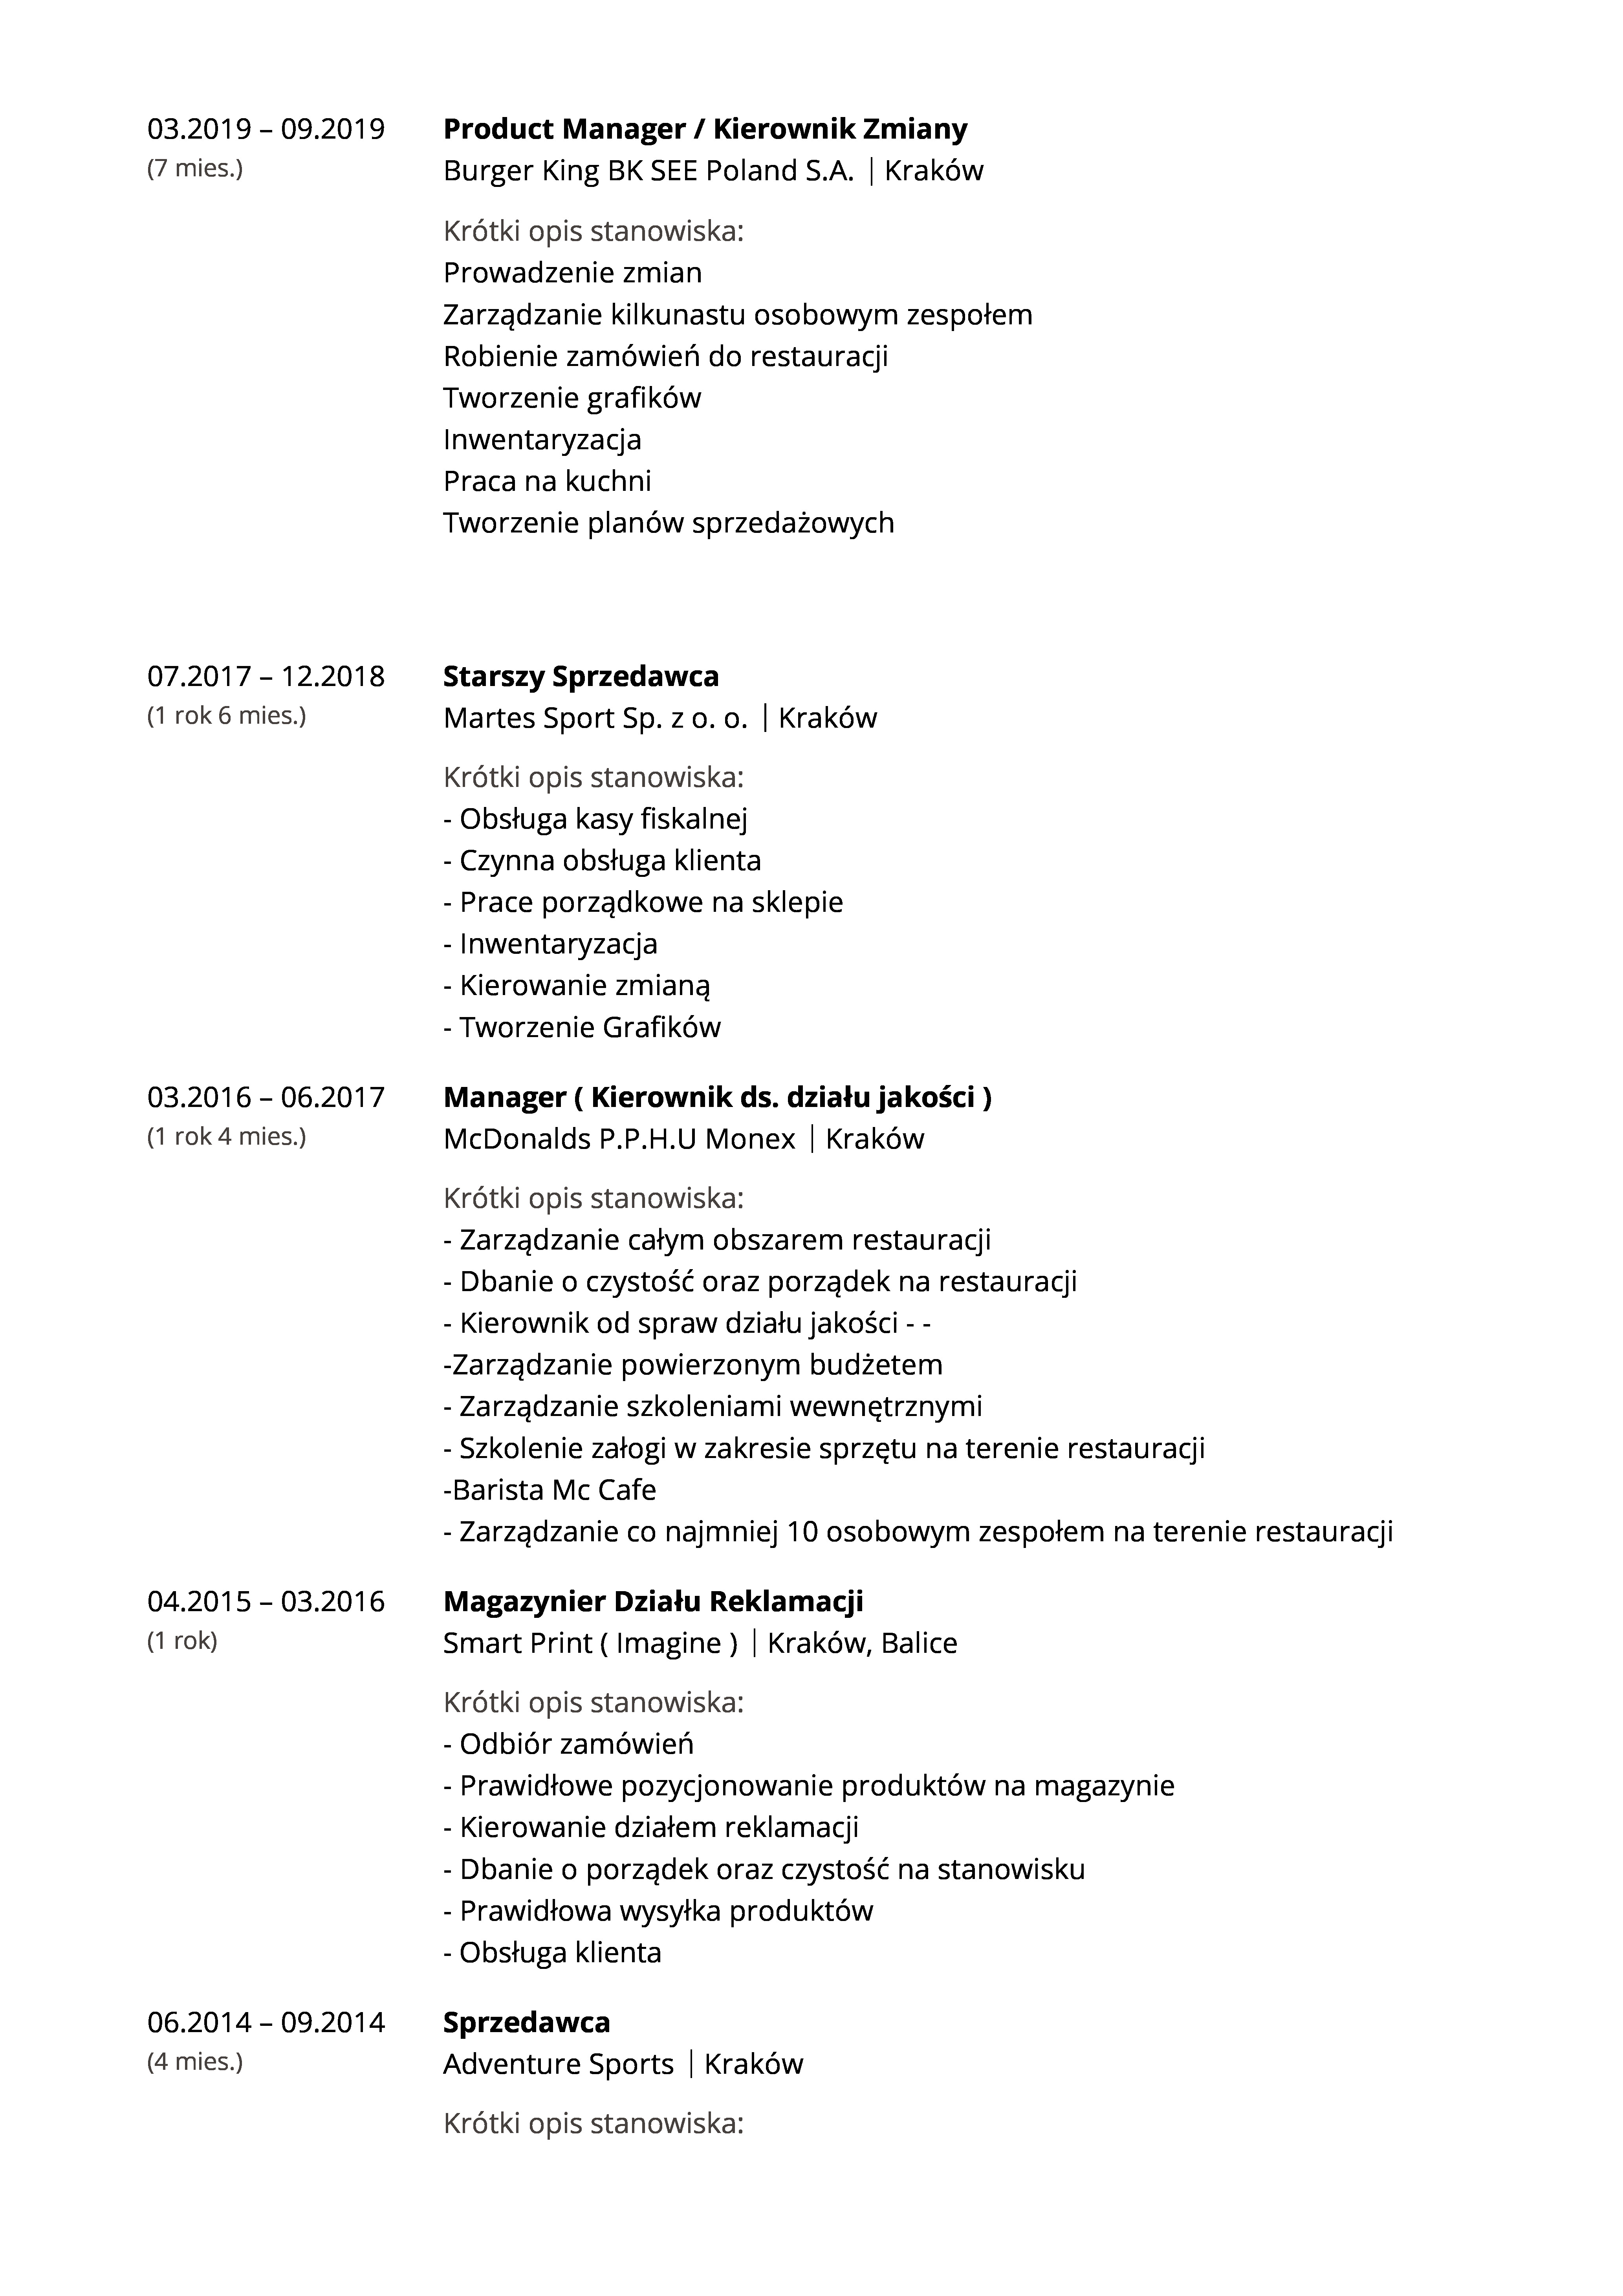 03.2019 – 09.2019 Product Manager / Kierownik Zmiany
(7 mies.) Burger King BK SEE Poland S.A. | Kraków
Krótki opis stanowiska:
Prowadzenie zmian
Zarządzanie kilkunastu osobowym zespołem
Robienie zamówień do restauracji
Tworzenie grafików
Inwentaryzacja
Praca na kuchni
Tworzenie planów sprzedażowych
07.2017 – 12.2018 Starszy Sprzedawca
(1 rok 6 mies.) Martes Sport Sp. z o. o. | Kraków
Krótki opis stanowiska:
- Obsługa kasy fiskalnej
- Czynna obsługa klienta
- Prace porządkowe na sklepie
- Inwentaryzacja
- Kierowanie zmianą
- Tworzenie Grafików
03.2016 – 06.2017 Manager ( Kierownik ds. działu jakości )
(1 rok 4 mies.) McDonalds P.P.H.U Monex | Kraków
Krótki opis stanowiska:
- Zarządzanie całym obszarem restauracji
- Dbanie o czystość oraz porządek na restauracji
- Kierownik od spraw działu jakości - -
-Zarządzanie powierzonym budżetem
- Zarządzanie szkoleniami wewnętrznymi
- Szkolenie załogi w zakresie sprzętu na terenie restauracji
-Barista Mc Cafe
- Zarządzanie co najmniej 10 osobowym zespołem na terenie restauracji
04.2015 – 03.2016 Magazynier Działu Reklamacji
(1 rok) Smart Print ( Imagine ) | Kraków, Balice
Krótki opis stanowiska:
- Odbiór zamówień
- Prawidłowe pozycjonowanie produktów na magazynie
- Kierowanie działem reklamacji
- Dbanie o porządek oraz czystość na stanowisku
- Prawidłowa wysyłka produktów
- Obsługa klienta
06.2014 – 09.2014 Sprzedawca
(4 mies.) Adventure Sports | Kraków
Krótki opis stanowiska: